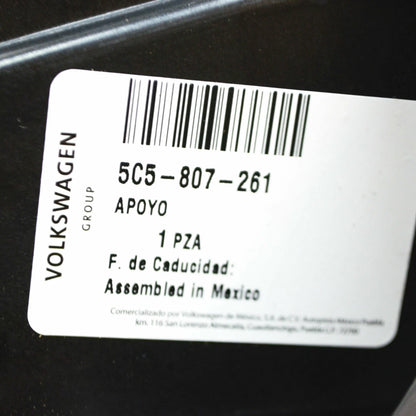 VOLKSWAGEN
GROUP
5C5-807-261
APOYO
1 PZA
F. de Caducidad:
Assembled in Mexico
Comercializado por Volkswagen de México, S.A. de C.V. Autopista México Puebla
km. 116 San Lorenzo Almecatla, Cuautlancingo, Puebla C.P. 72700